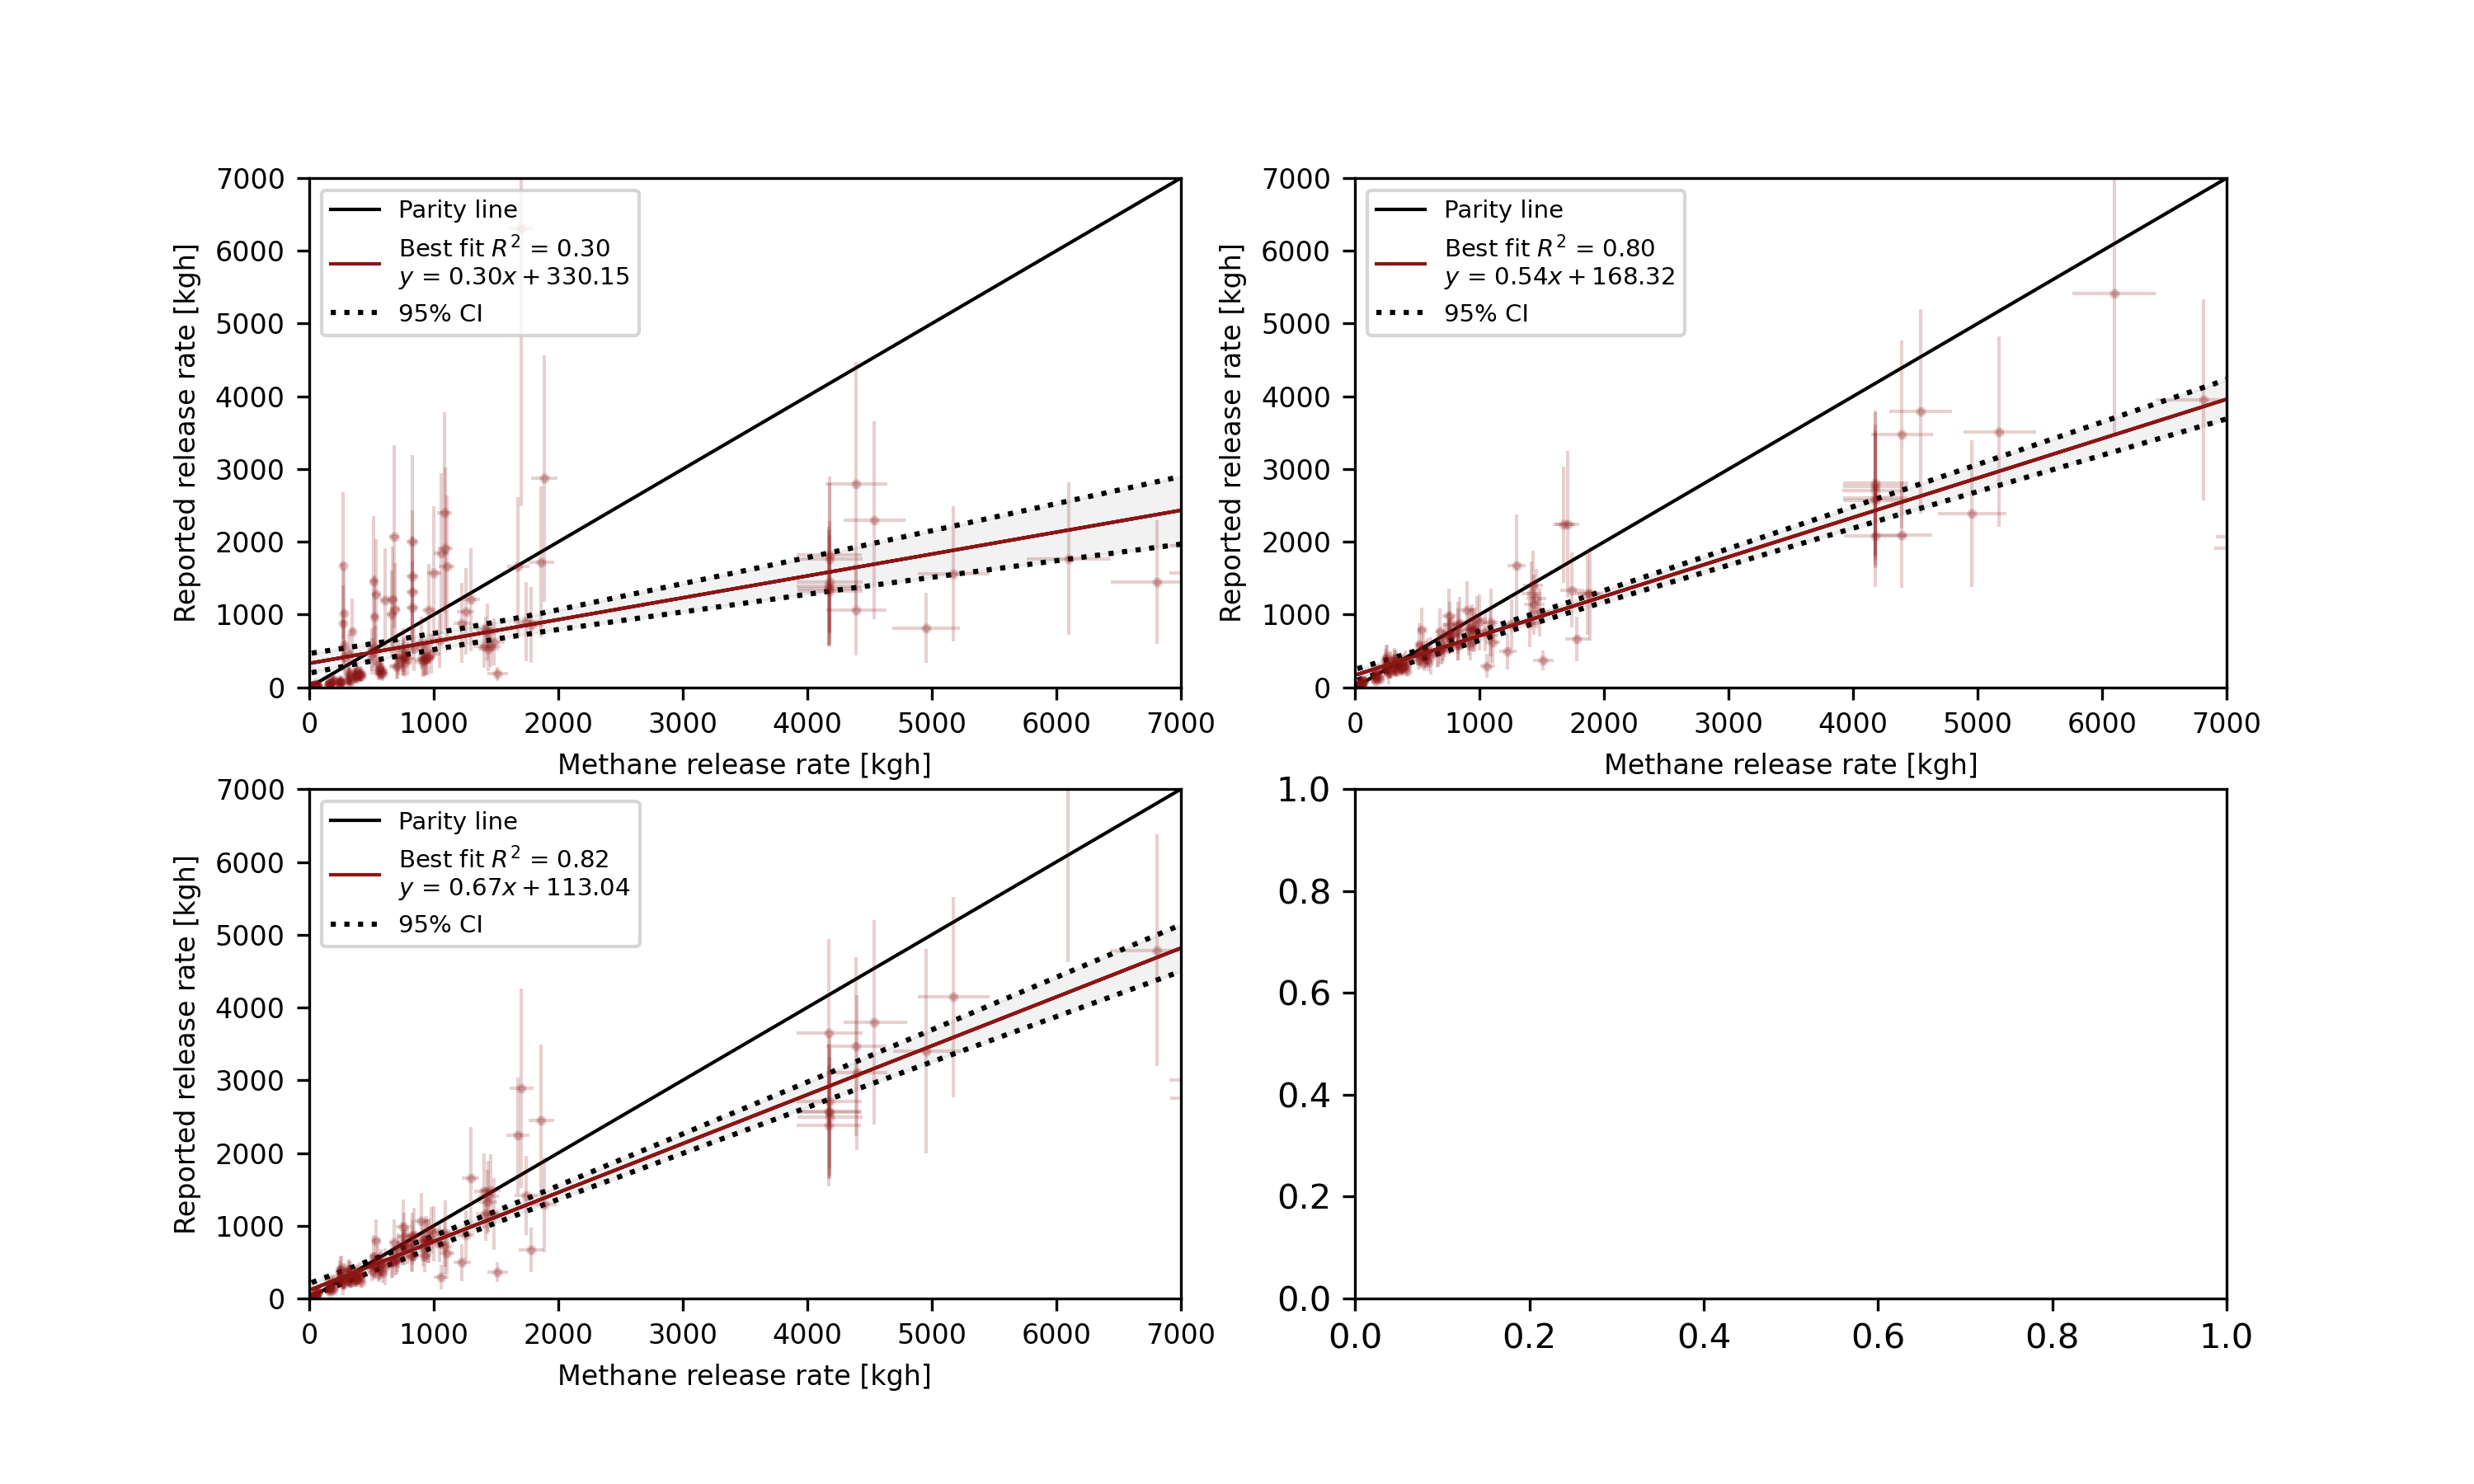 7000
6000
5000
4000
3000
2000
1000
0
Reported release rate [kgh]
Parity line
Best fit R² = 0.30
y = 0.30x + 330.15
95% CI
0 1000 2000 3000 4000 5000 6000 7000
Methane release rate [kgh]
7000
6000
5000
4000
3000
2000
1000
0
Reported release rate [kgh]
Parity line
Best fit R² = 0.80
y = 0.54x + 168.32
95% CI
0 1000 2000 3000 4000 5000 6000 7000
Methane release rate [kgh]
7000
6000
5000
4000
3000
2000
1000
0
Reported release rate [kgh]
Parity line
Best fit R² = 0.82
y = 0.67x + 113.04
95% CI
0 1000 2000 3000 4000 5000 6000 7000
Methane release rate [kgh]
1.0
0.8
0.6
0.4
0.2
0.0
0.0 0.2 0.4 0.6 0.8 1.0